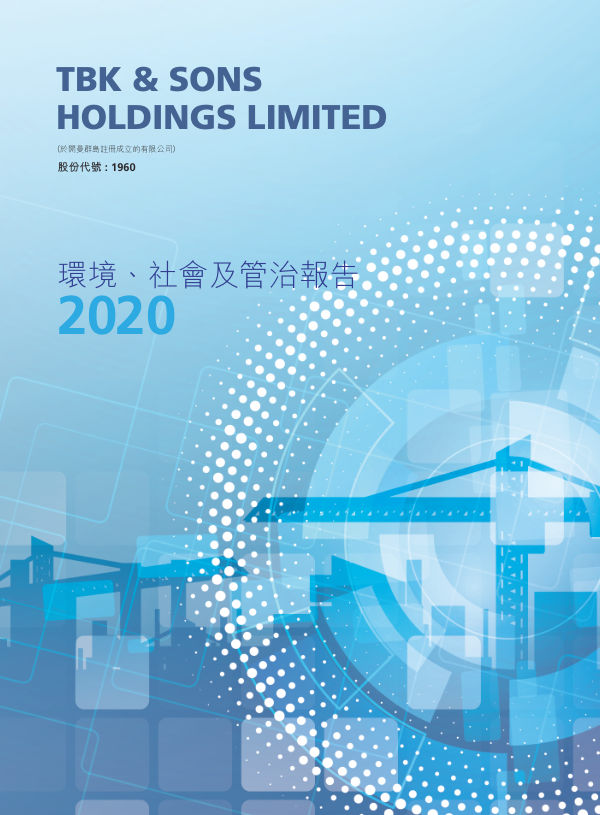 TBK & SONS
HOLDINGS LIMITED
(於開曼群島註冊成立的有限公司)
股份代號 : 1960
環境、社會及管治報告
2020